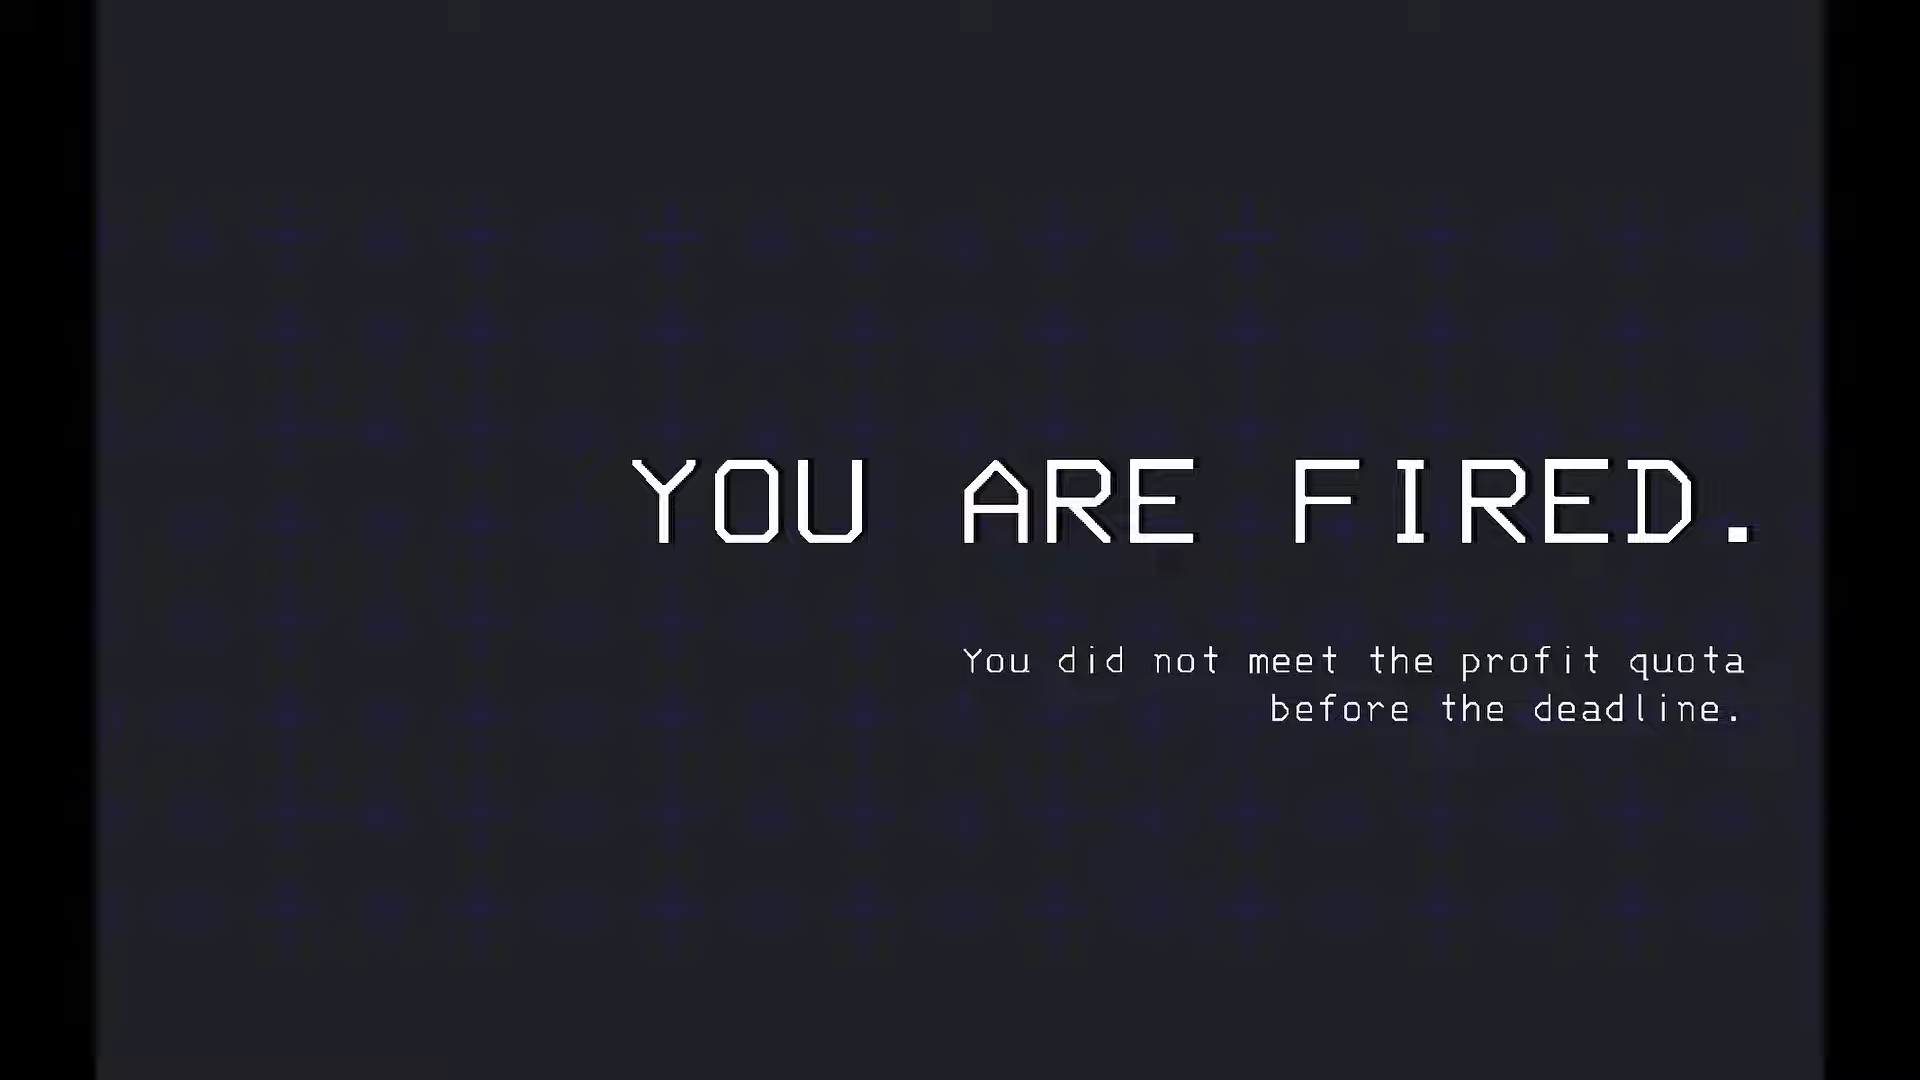 YOU ARE FIRED.
You did not meet the profit quota
before the deadline.